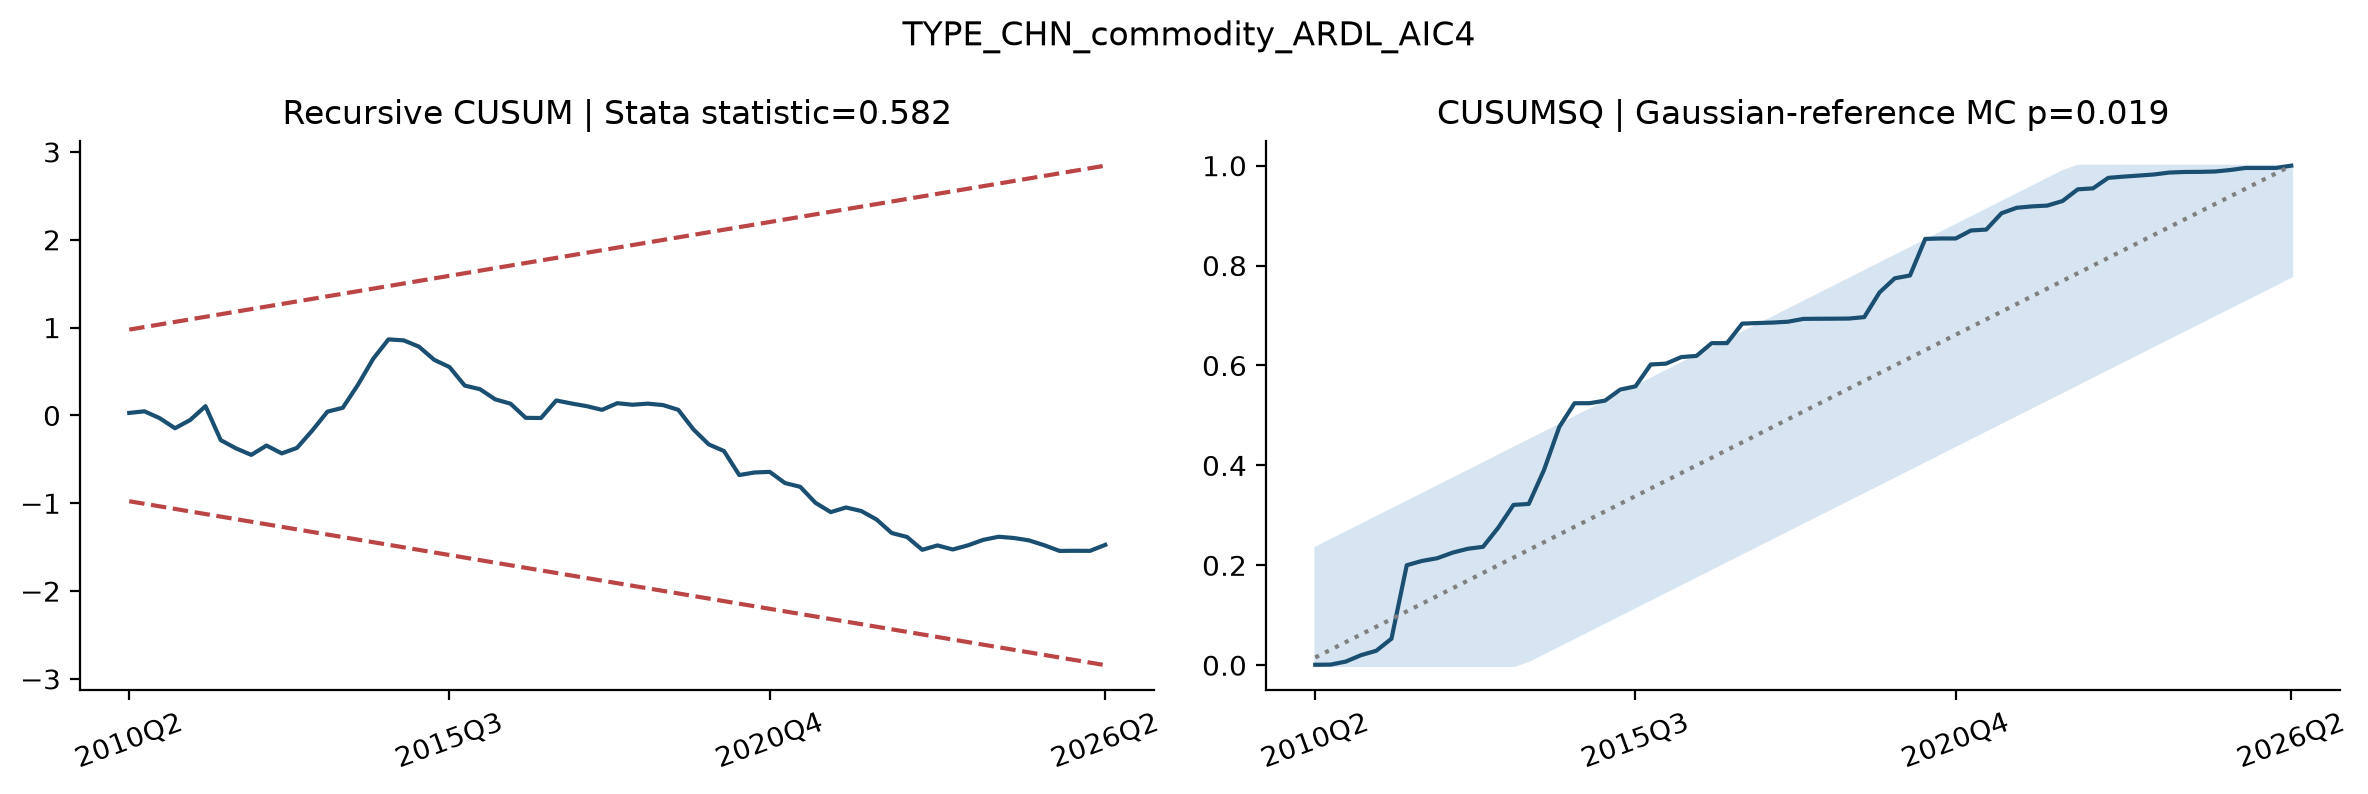 TYPE_CHN_commodity_ARDL_AIC4
Recursive CUSUM | Stata statistic=0.582
3
2
1
0
−1
−2
−3
2010Q2
2015Q3
2020Q4
2026Q2
CUSUMSQ | Gaussian-reference MC p=0.019
1.0
0.8
0.6
0.4
0.2
0.0
2010Q2
2015Q3
2020Q4
2026Q2